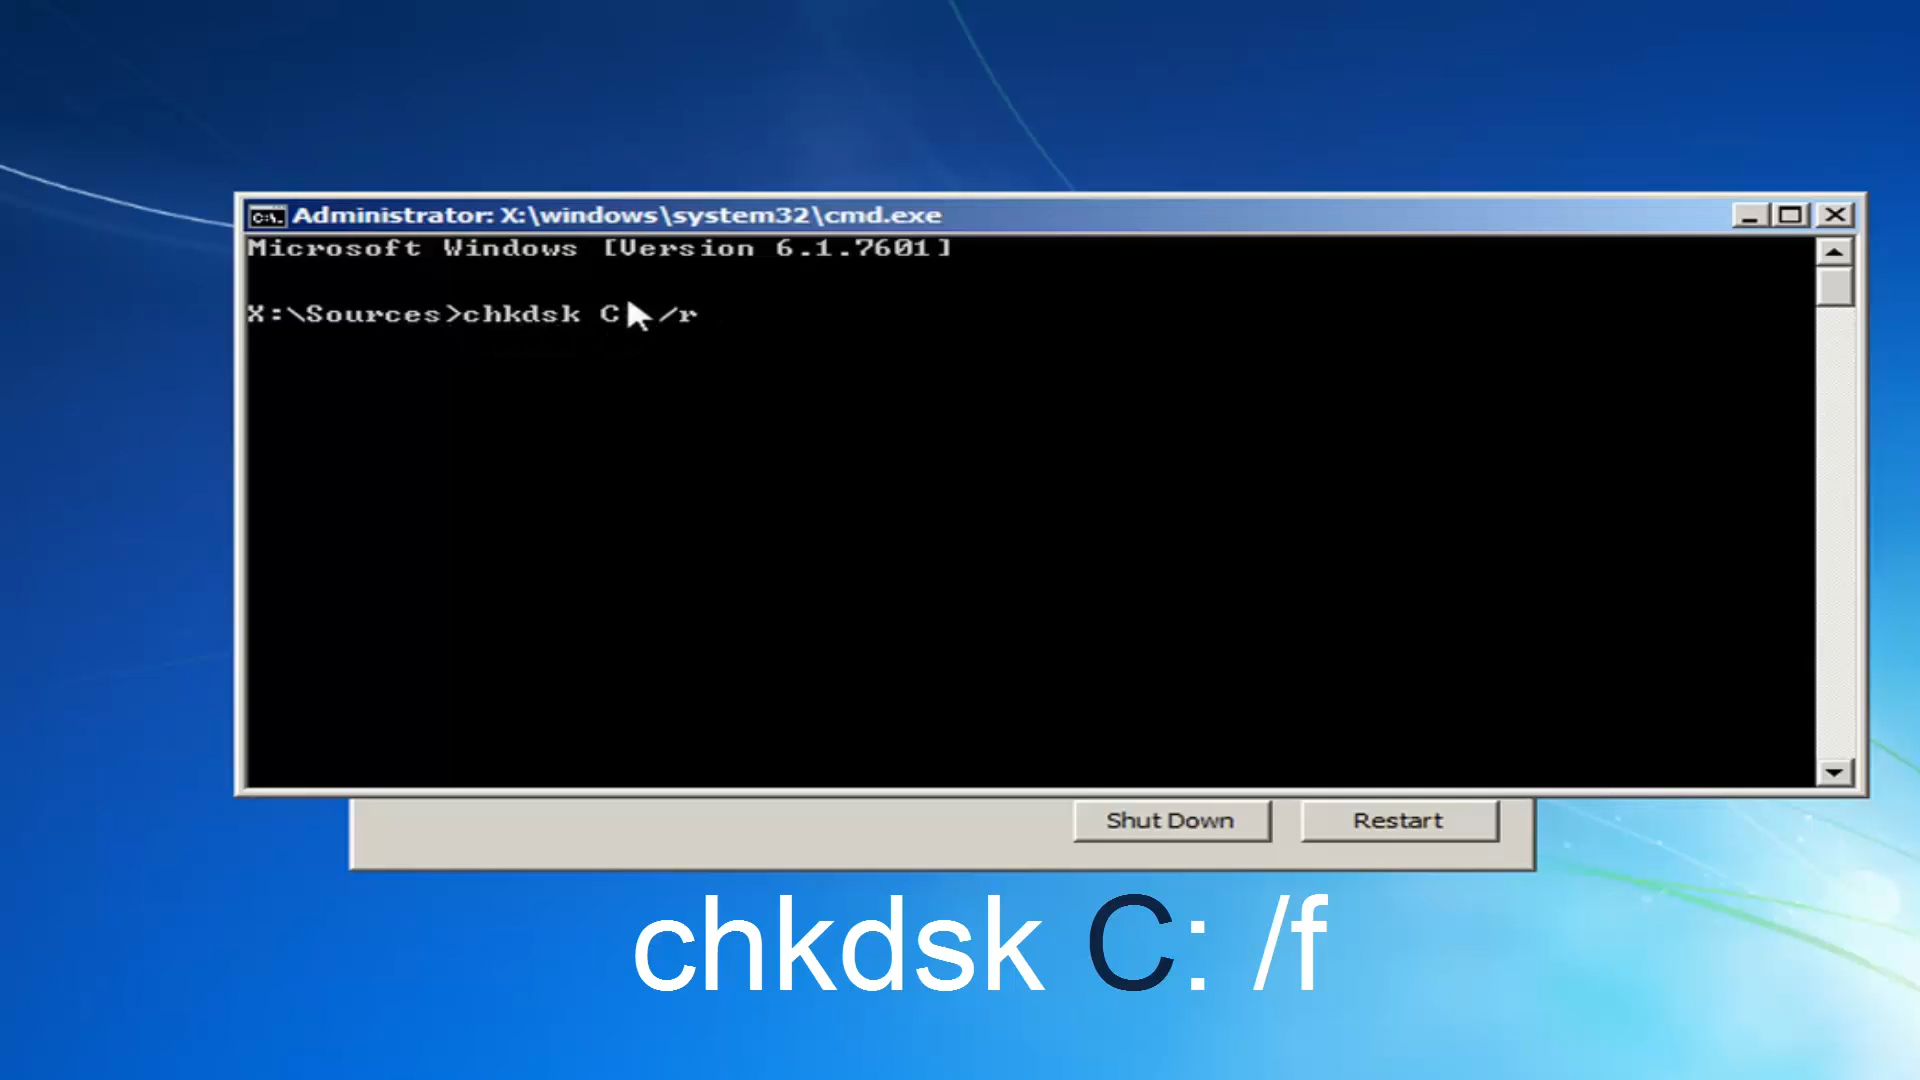 Administrator: X:\windows\system32\cmd.exe
Microsoft Windows [Version 6.1.7601]
X:\Sources>chkdsk C /r
Shut Down
Restart
chkdsk C: /f